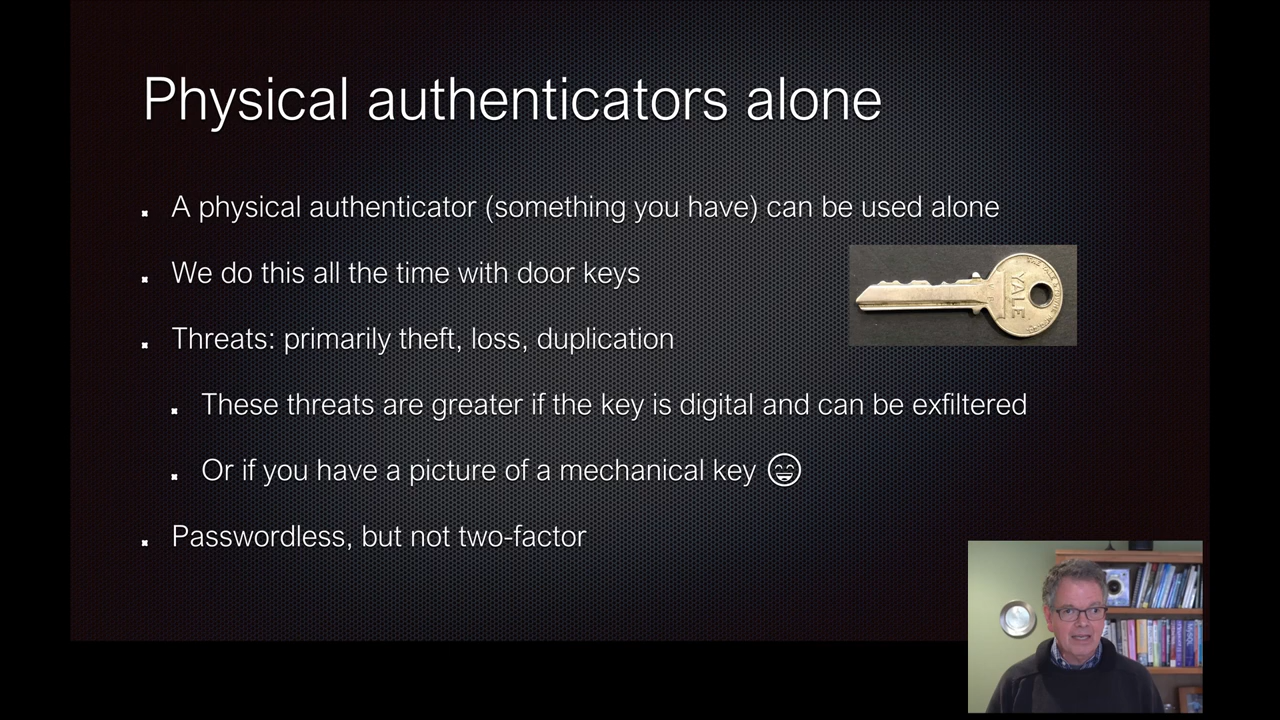 Physical authenticators alone
A physical authenticator (something you have) can be used alone
We do this all the time with door keys
YALE
Threats: primarily theft, loss, duplication
These threats are greater if the key is digital and can be exfiltered
Or if you have a picture of a mechanical key 😄
Passwordless, but not two-factor